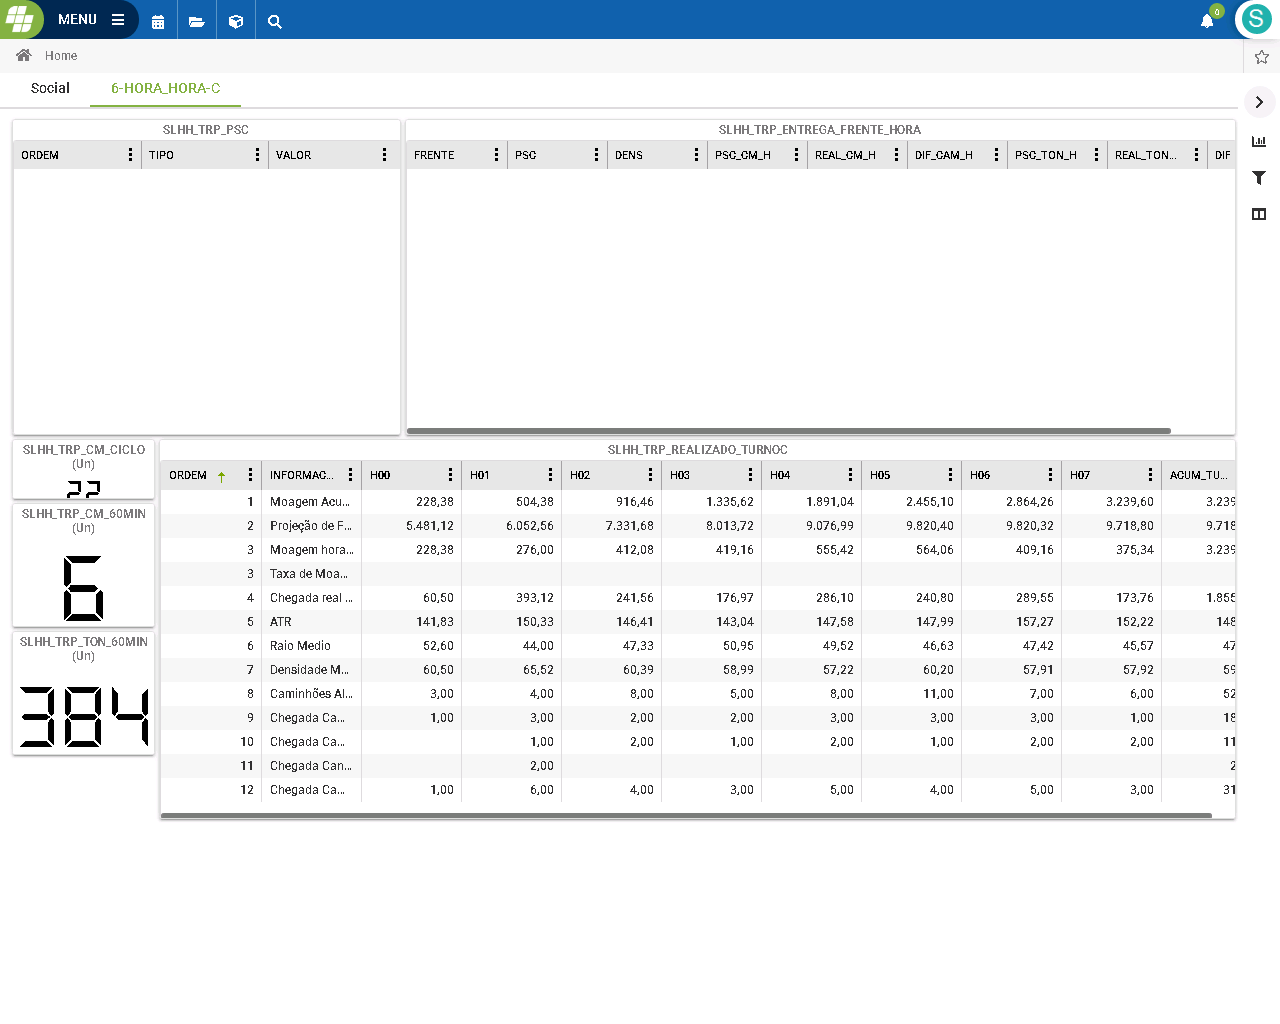 MENU
0
S
Home
Social 6-HORA_HORA-C
SLHH_TRP_PSC
ORDEM TIPO VALOR
SLHH_TRP_ENTREGA_FRENTE_HORA
FRENTE PSC DENS PSC_CM_H REAL_CM_H DIF_CAM_H PSC_TON_H REAL_TON... DIF
SLHH_TRP_CM_CICLO
(Un)
SLHH_TRP_CM_60MIN
(Un)
6
SLHH_TRP_TON_60MIN
(Un)
384
SLHH_TRP_REALIZADO_TURNOC
ORDEM INFORMAC... H00 H01 H02 H03 H04 H05 H06 H07 ACUM_TU...
1 Moagem Acu... 228,38 504,38 916,46 1.335,62 1.891,04 2.455,10 2.864,26 3.239,60 3.239
2 Projeção de F... 5.481,12 6.052,56 7.331,68 8.013,72 9.076,99 9.820,40 9.820,32 9.718,80 9.718
3 Moagem hora... 228,38 276,00 412,08 419,16 555,42 564,06 409,16 375,34 3.239
3 Taxa de Moa...
4 Chegada real ... 60,50 393,12 241,56 176,97 286,10 240,80 289,55 173,76 1.855
5 ATR 141,83 150,33 146,41 143,04 147,58 147,99 157,27 152,22 148
6 Raio Medio 52,60 44,00 47,33 50,95 49,52 46,63 47,42 45,57 47
7 Densidade M... 60,50 65,52 60,39 58,99 57,22 60,20 57,91 57,92 59
8 Caminhões Al... 3,00 4,00 8,00 5,00 8,00 11,00 7,00 6,00 52
9 Chegada Ca... 1,00 3,00 2,00 2,00 3,00 3,00 3,00 1,00 18
10 Chegada Ca... 1,00 2,00 1,00 2,00 1,00 2,00 2,00 11
11 Chegada Can... 2,00 2
12 Chegada Ca... 1,00 6,00 4,00 3,00 5,00 4,00 5,00 3,00 31